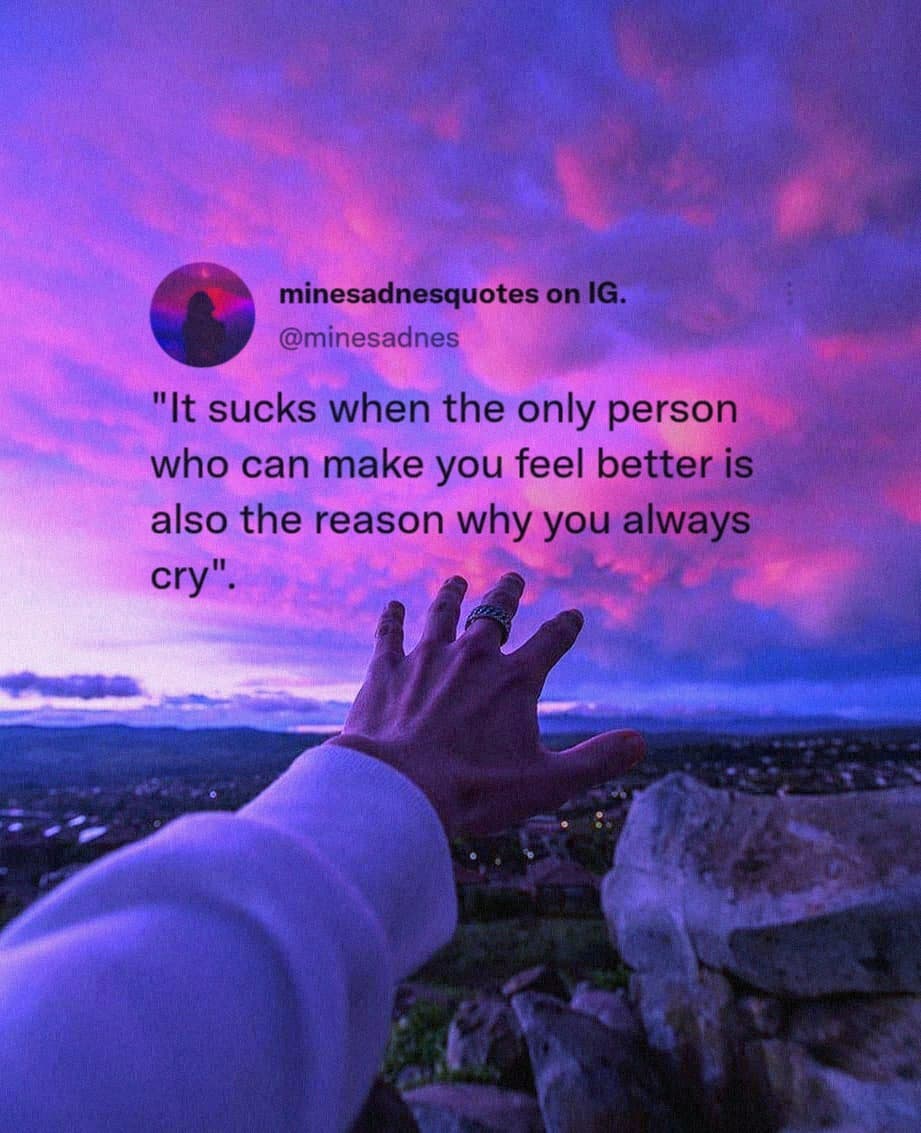 minesadnesquotes on IG.
@minesadnes
"It sucks when the only person
who can make you feel better is
also the reason why you always
cry".